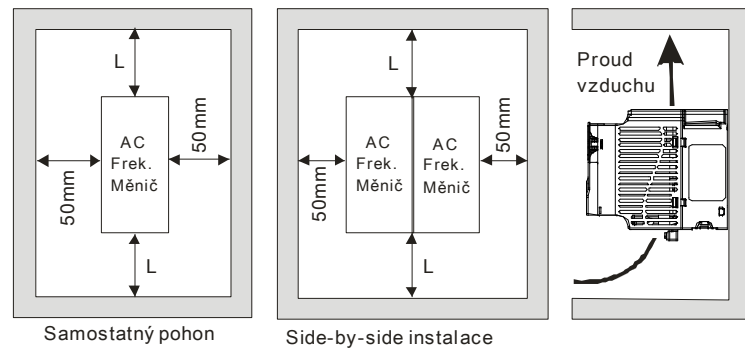 L
50mm
AC
Frek.
Měnič
50mm
L
Samostatný pohon
L
50mm
AC
Frek.
Měnič
AC
Frek.
Měnič
50mm
L
Side-by-side instalace
Proud
vzduchu